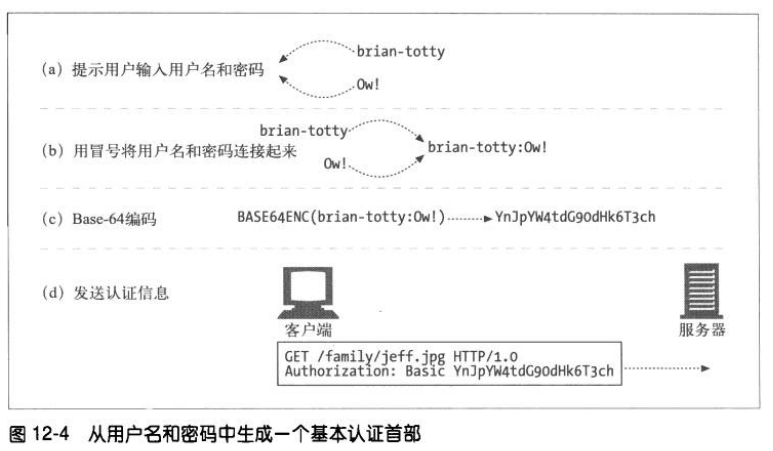 (a) 提示用户输入用户名和密码
brian-totty
Ow!
(b) 用冒号将用户名和密码连接起来
brian-totty
Ow!
brian-totty:Ow!
(c) Base-64编码
BASE64ENC(brian-totty:Ow!)
YnJpYW4tdG90dHk6T3ch
(d) 发送认证信息
客户端
服务器
GET /family/jeff.jpg HTTP/1.0
Authorization: Basic YnJpYW4tdG90dHk6T3ch
图 12-4 从用户名和密码中生成一个基本认证首部